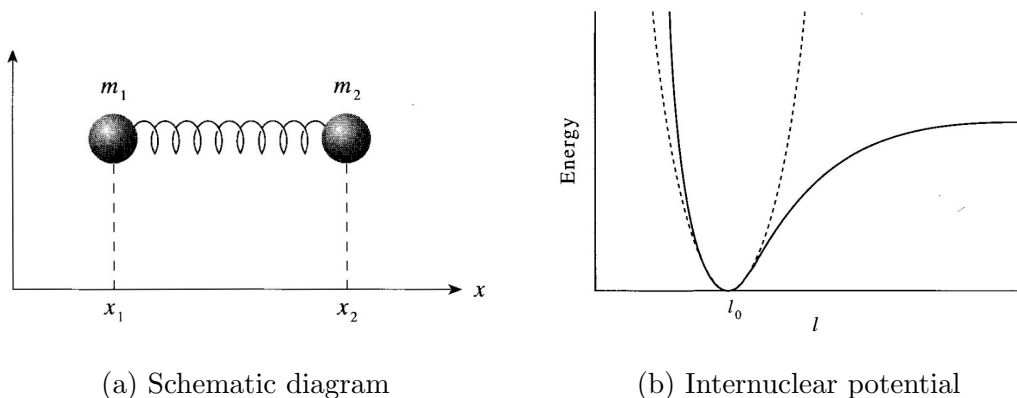 m₁
m₂
x
x₁
x₂
(a) Schematic diagram
Energy
l₀
l
(b) Internuclear potential